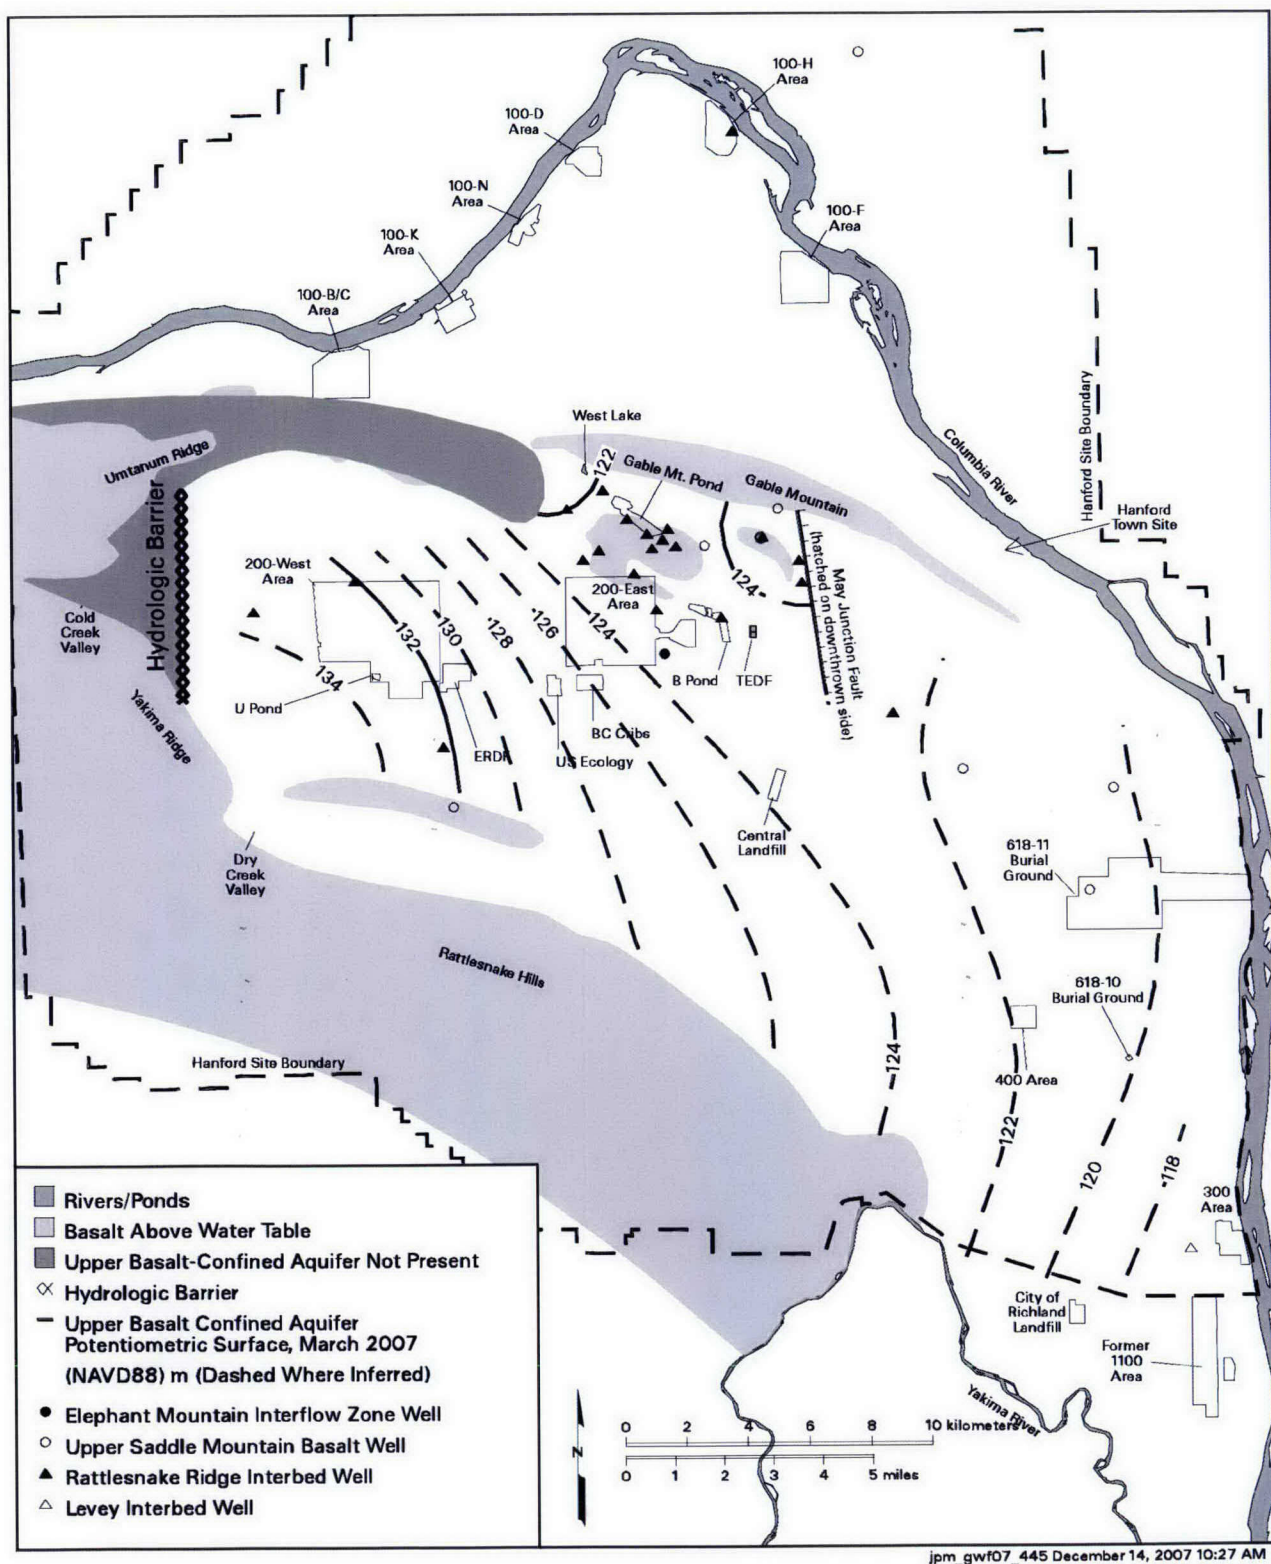 100-H
Area
100-D
Area
100-N
Area
100-F
Area
100-K
Area
100-B/C
Area
Hanford Site Boundary
Columbia River
West Lake
122
Gable Mt. Pond
Gable Mountain
Umtanum Ridge
Hydrologic Barrier
Hanford
Town Site
200-West
Area
200-East
Area
124
May Junction Fault
(hatched on downthrown side)
Cold
Creek
Valley
132
130
128
126
124
134
U Pond
B Pond
TEDF
Yakima Ridge
ERDF
US Ecology
BC Cribs
Central
Landfill
618-11
Burial
Ground
Dry
Creek
Valley
Rattlesnake Hills
618-10
Burial Ground
Hanford Site Boundary
124
400 Area
122
120
118
300
Area
Rivers/Ponds
Basalt Above Water Table
Upper Basalt-Confined Aquifer Not Present
Hydrologic Barrier
Upper Basalt Confined Aquifer
Potentiometric Surface, March 2007
(NAVD88) m (Dashed Where Inferred)
Elephant Mountain Interflow Zone Well
Upper Saddle Mountain Basalt Well
Rattlesnake Ridge Interbed Well
Levey Interbed Well
City of
Richland
Landfill
Former
1100
Area
Yakima River
N
0 2 4 6 8 10 kilometers
0 1 2 3 4 5 miles
jpm_gwf07_445 December 14, 2007 10:27 AM